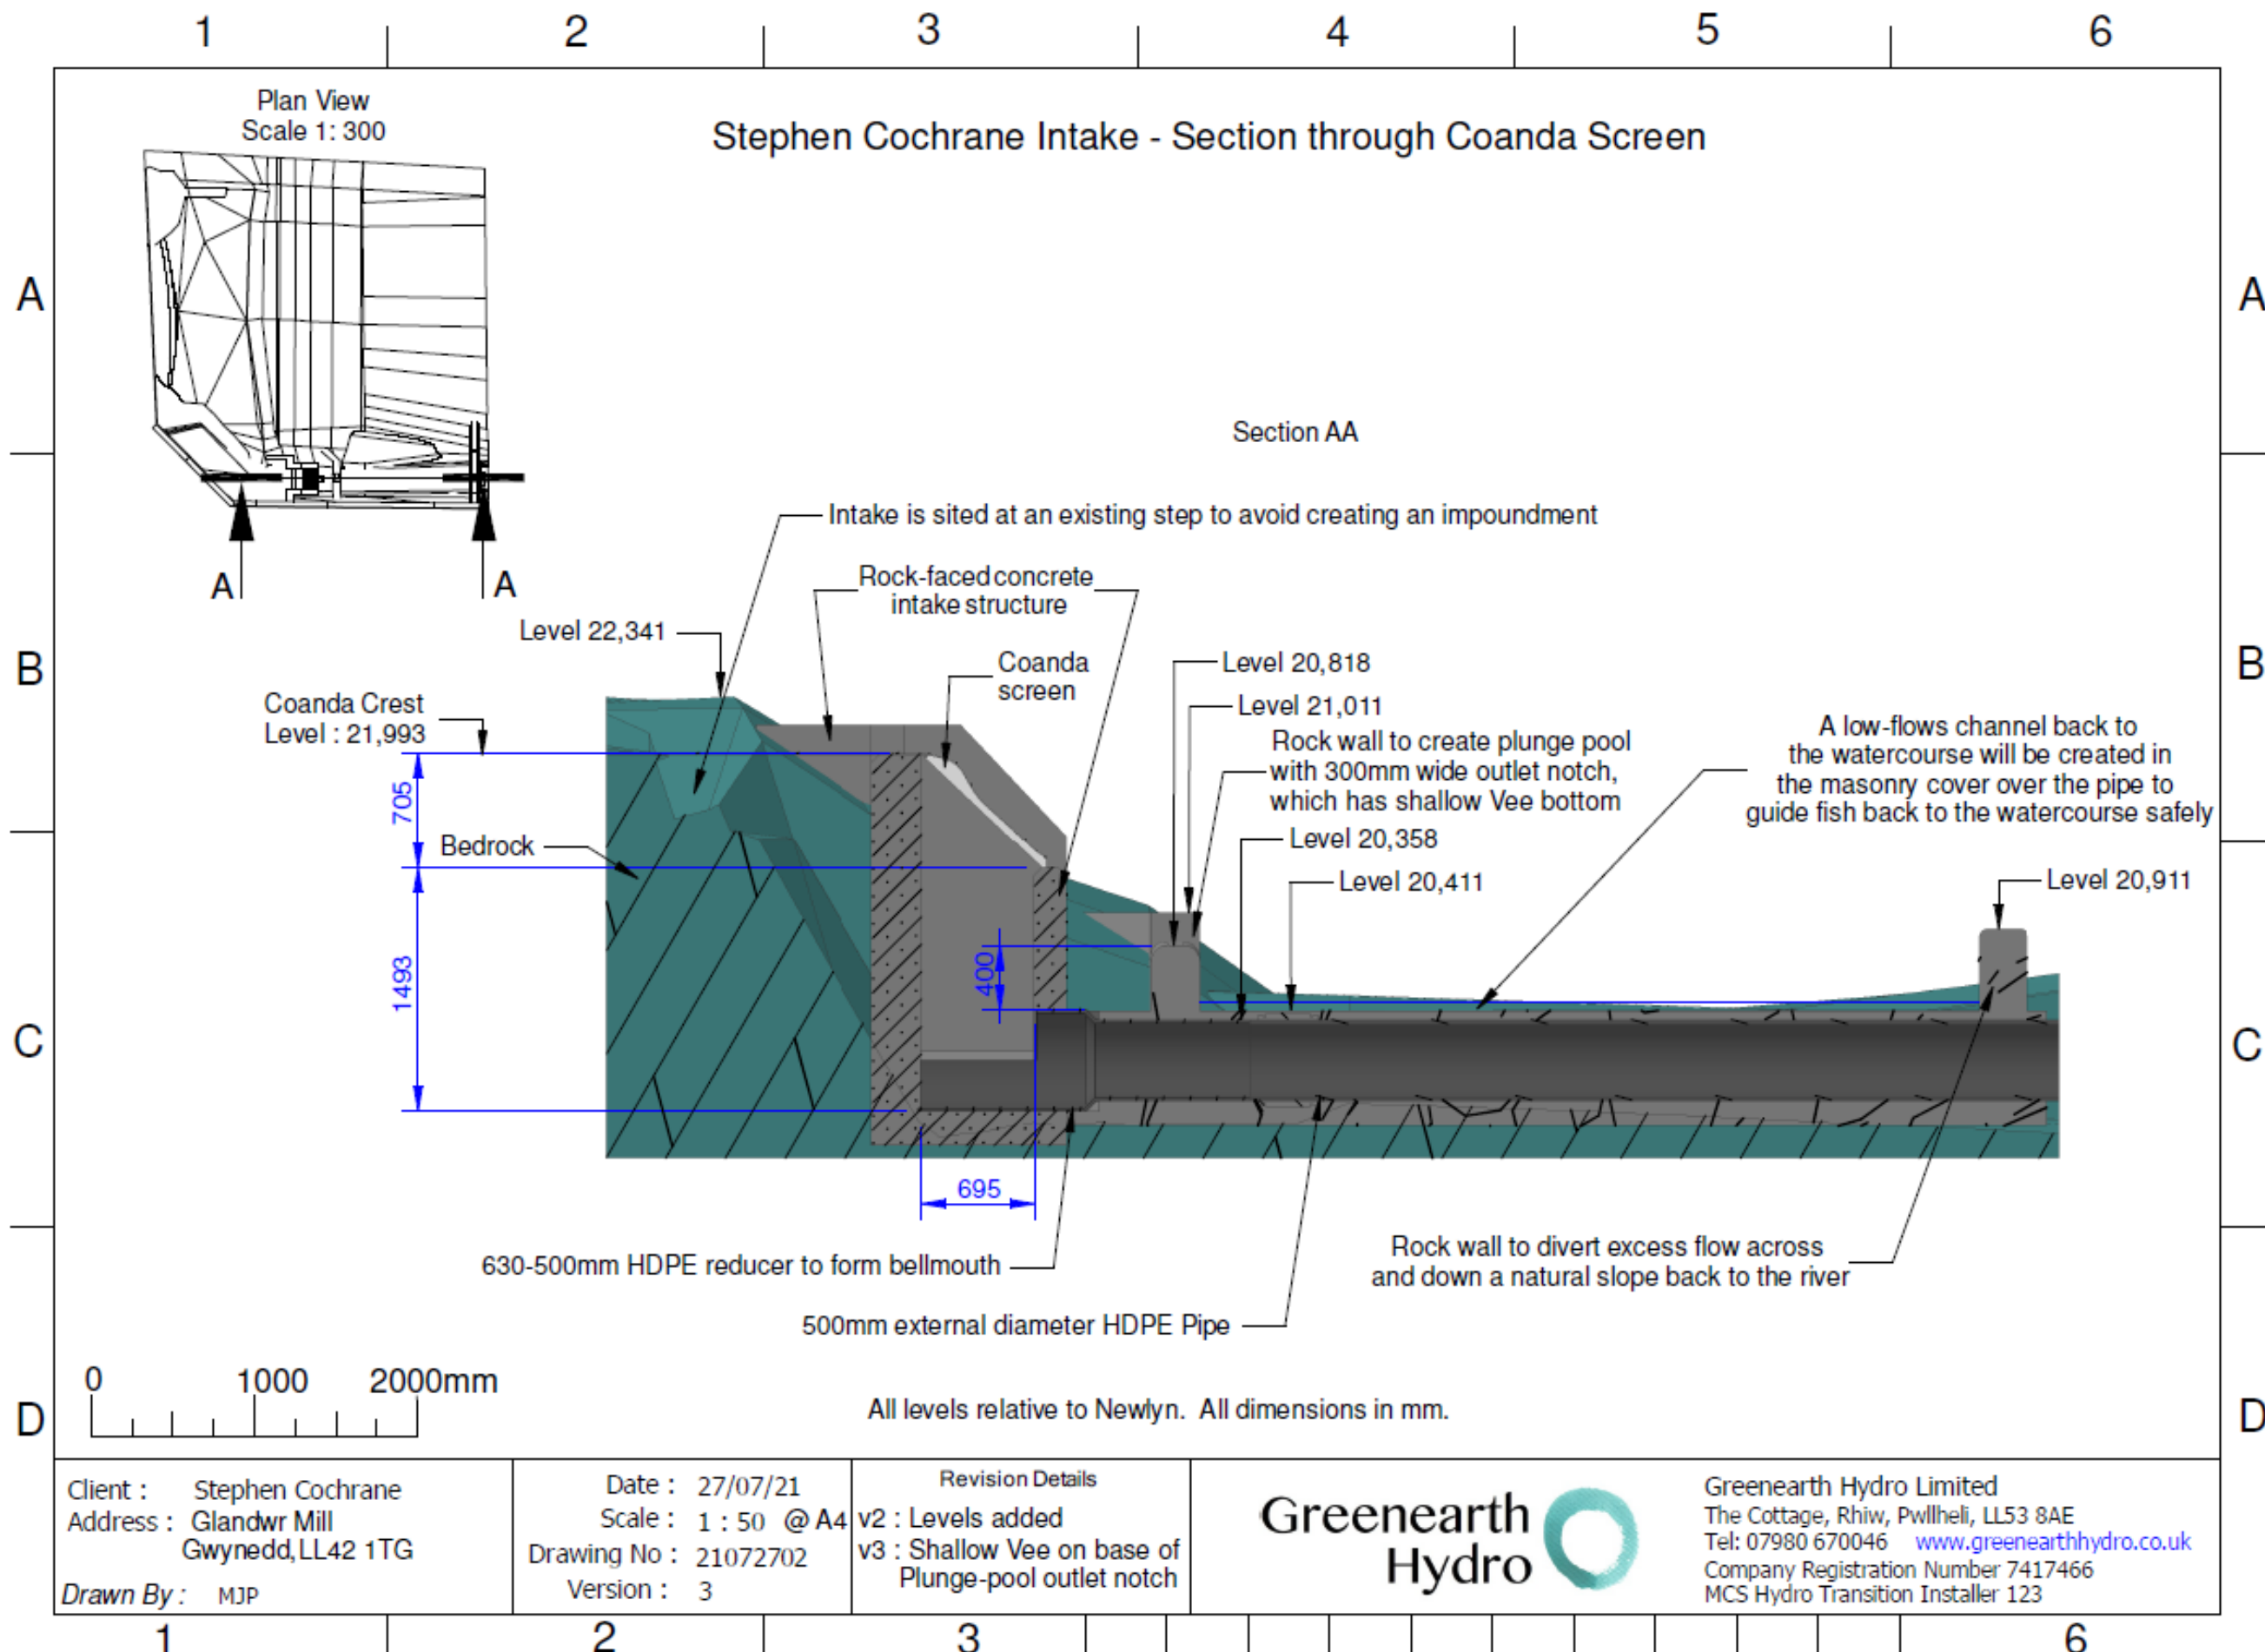 1 2 3 4 5 6
Plan View
Scale 1: 300
Stephen Cochrane Intake - Section through Coanda Screen
A
A
Section AA
Intake is sited at an existing step to avoid creating an impoundment
A
A
Rock-faced concrete
intake structure
Level 22,341
B
B
Coanda
screen
Level 20,818
Coanda Crest
Level : 21,993
Level 21,011
Rock wall to create plunge pool
with 300mm wide outlet notch,
which has shallow Vee bottom
A low-flows channel back to
the watercourse will be created in
the masonry cover over the pipe to
guide fish back to the watercourse safely
705
Bedrock
Level 20,358
Level 20,411
Level 20,911
1493
400
C
C
695
630-500mm HDPE reducer to form bellmouth
Rock wall to divert excess flow across
and down a natural slope back to the river
500mm external diameter HDPE Pipe
0 1000 2000mm
D
D
All levels relative to Newlyn. All dimensions in mm.
Client : Stephen Cochrane
Address : Glandwr Mill
Gwynedd, LL42 1TG
Drawn By : MJP
Date : 27/07/21
Scale : 1 : 50 @ A4
Drawing No : 21072702
Version : 3
Revision Details
v2 : Levels added
v3 : Shallow Vee on base of
Plunge-pool outlet notch
Greenearth
Hydro
Greenearth Hydro Limited
The Cottage, Rhiw, Pwllheli, LL53 8AE
Tel: 07980 670046 www.greenearthhydro.co.uk
Company Registration Number 7417466
MCS Hydro Transition Installer 123
1 2 3 6